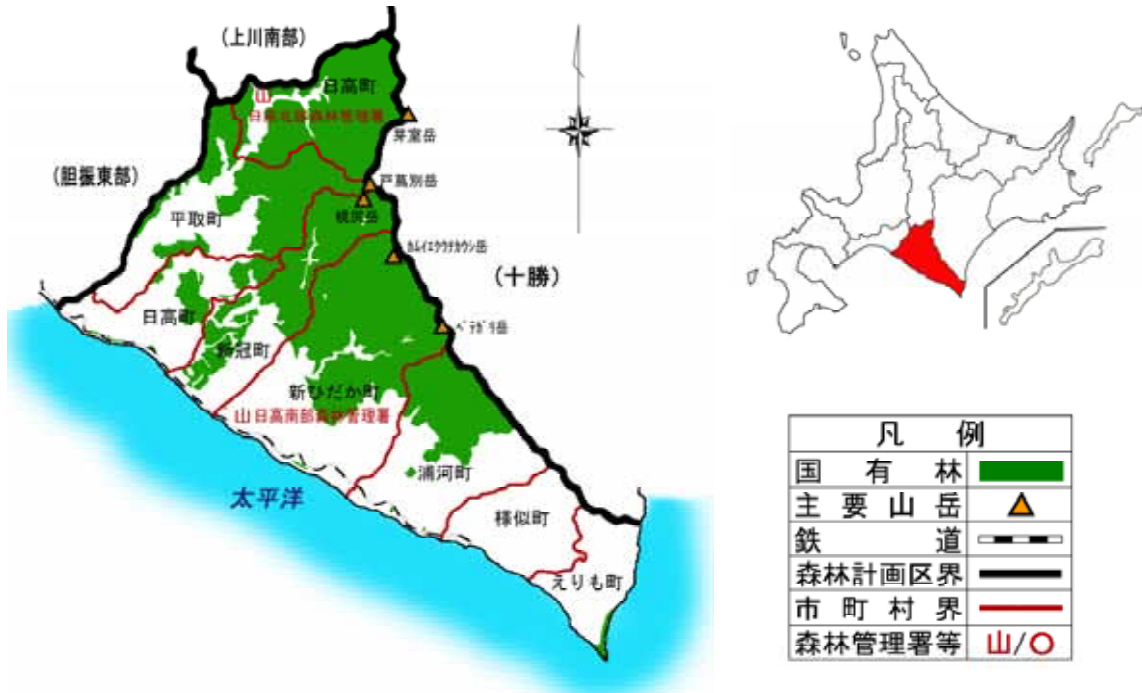 (上川南部)
日高町
日高北部森林管理署
芽室岳
(胆振東部)
戸蔦別岳
幌尻岳
平取町
カムイエクウチカウシ岳
(十勝)
日高町
ペテガリ岳
新冠町
新ひだか町
山日高南部森林管理署
浦河町
太平洋
様似町
えりも町
凡 例
国有林
主要山岳
鉄道
森林計画区界
市町村界
森林管理署等 山/○